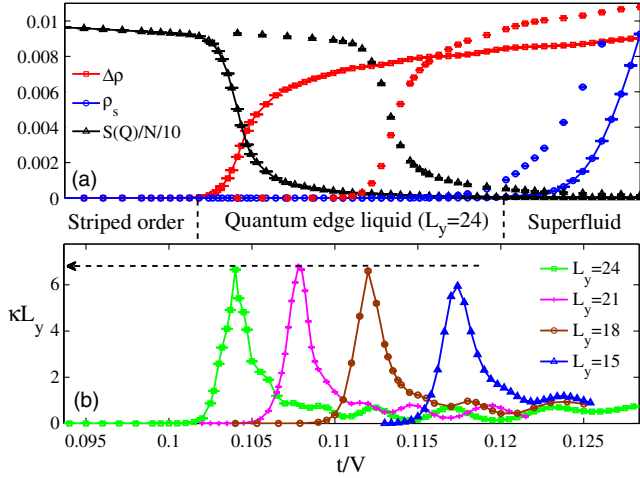 0.01
0.008
0.006
0.004
0.002
0
Δρ
ρs
S(Q)/N/10
(a)
Striped order Quantum edge liquid (Ly=24) Superfluid
6
4
2
0
κLy
Ly=24
Ly=21
Ly=18
Ly=15
(b)
0.095 0.1 0.105 0.11 0.115 0.12 0.125
t/V